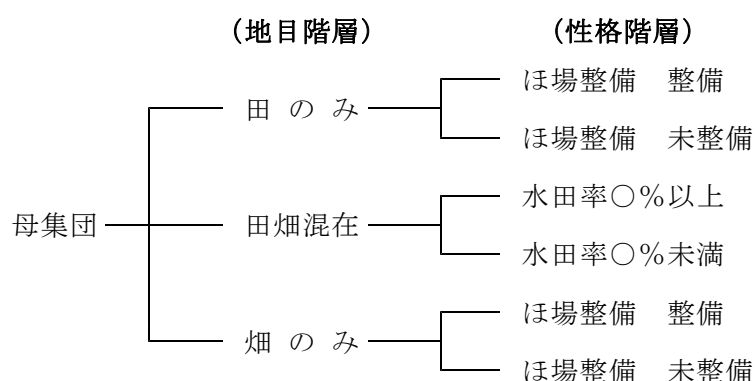 (地目階層) (性格階層)
ほ場整備 整備
田のみ
ほ場整備 未整備
水田率○%以上
母集団 田畑混在
水田率○%未満
ほ場整備 整備
畑のみ
ほ場整備 未整備